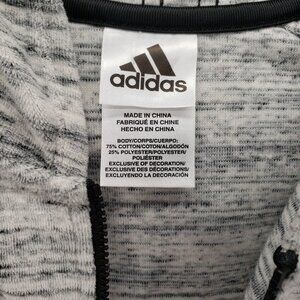 adidas
MADE IN CHINA
FABRIQUÉ EN CHINE
HECHO EN CHINA
BODY/CORPS/CUERPO:
75% COTTON/COTON/ALGODÓN
25% POLYESTER/POLYESTER/
POLIÉSTER
EXCLUSIVE OF DECORATION/
EXCLUSIVE DES DÉCORATIONS/
EXCLUYENDO LA DECORACIÓN